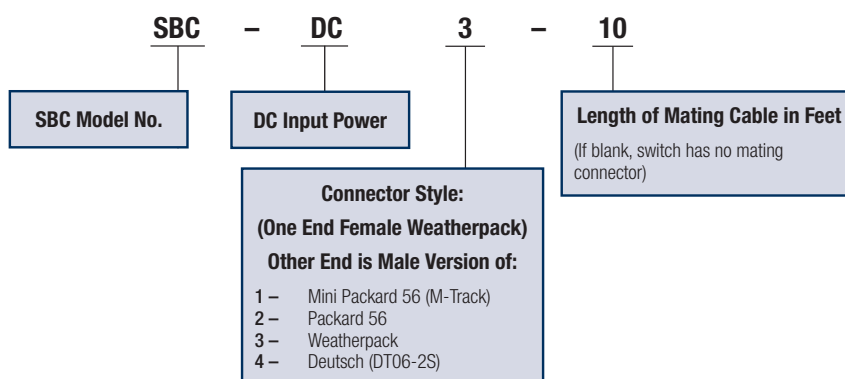 SBC – DC 3 – 10
SBC Model No.
DC Input Power
Connector Style:
(One End Female Weatherpack)
Other End is Male Version of:
1 – Mini Packard 56 (M-Track)
2 – Packard 56
3 – Weatherpack
4 – Deutsch (DT06-2S)
Length of Mating Cable in Feet
(If blank, switch has no mating
connector)